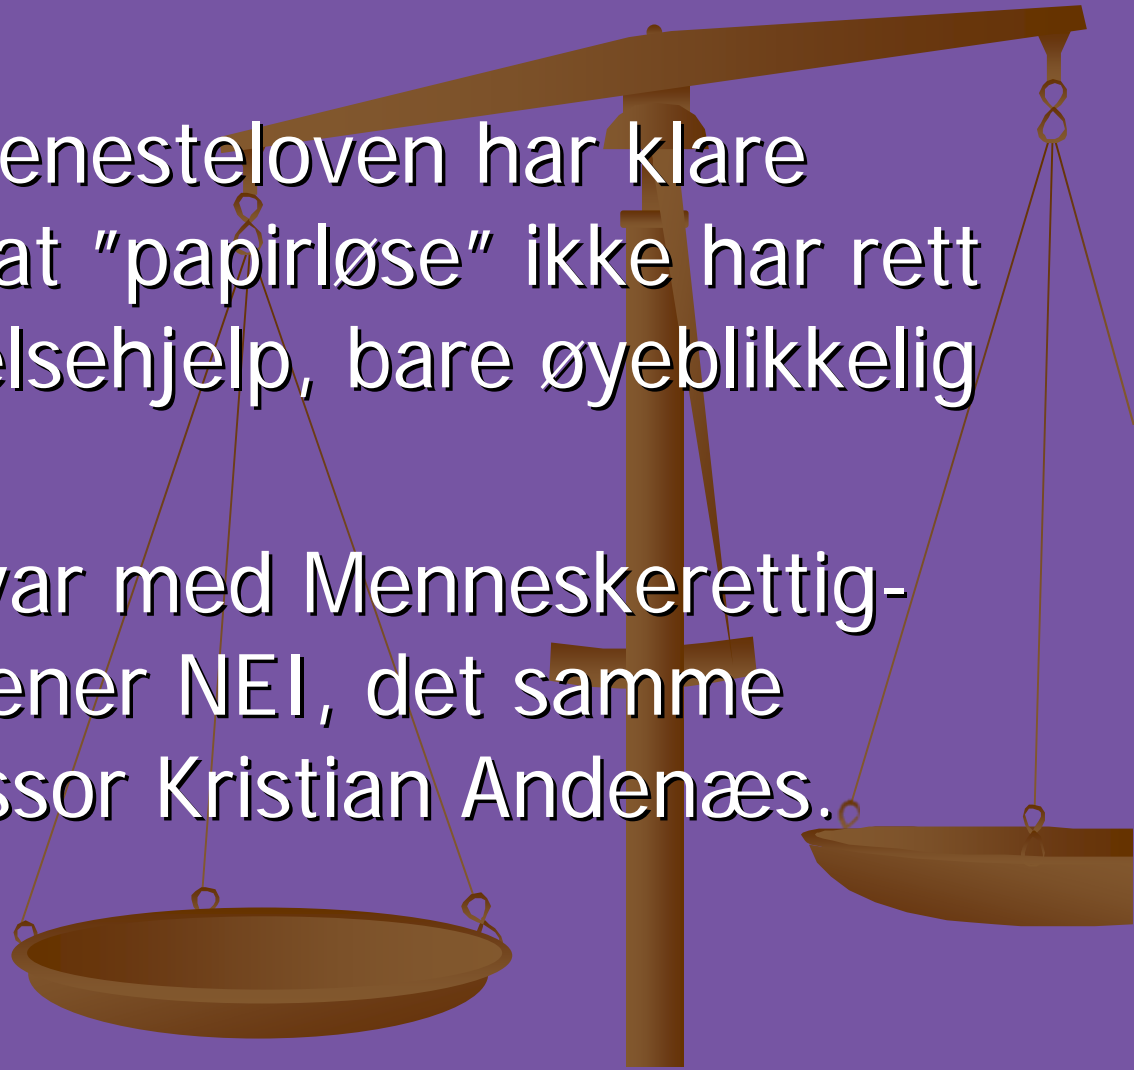 enesteloven har klare
at ”papirløse” ikke har rett
elsehjelp, bare øyeblikkelig
var med Menneskerettig-
ener NEI, det samme
ssor Kristian Andenæs.